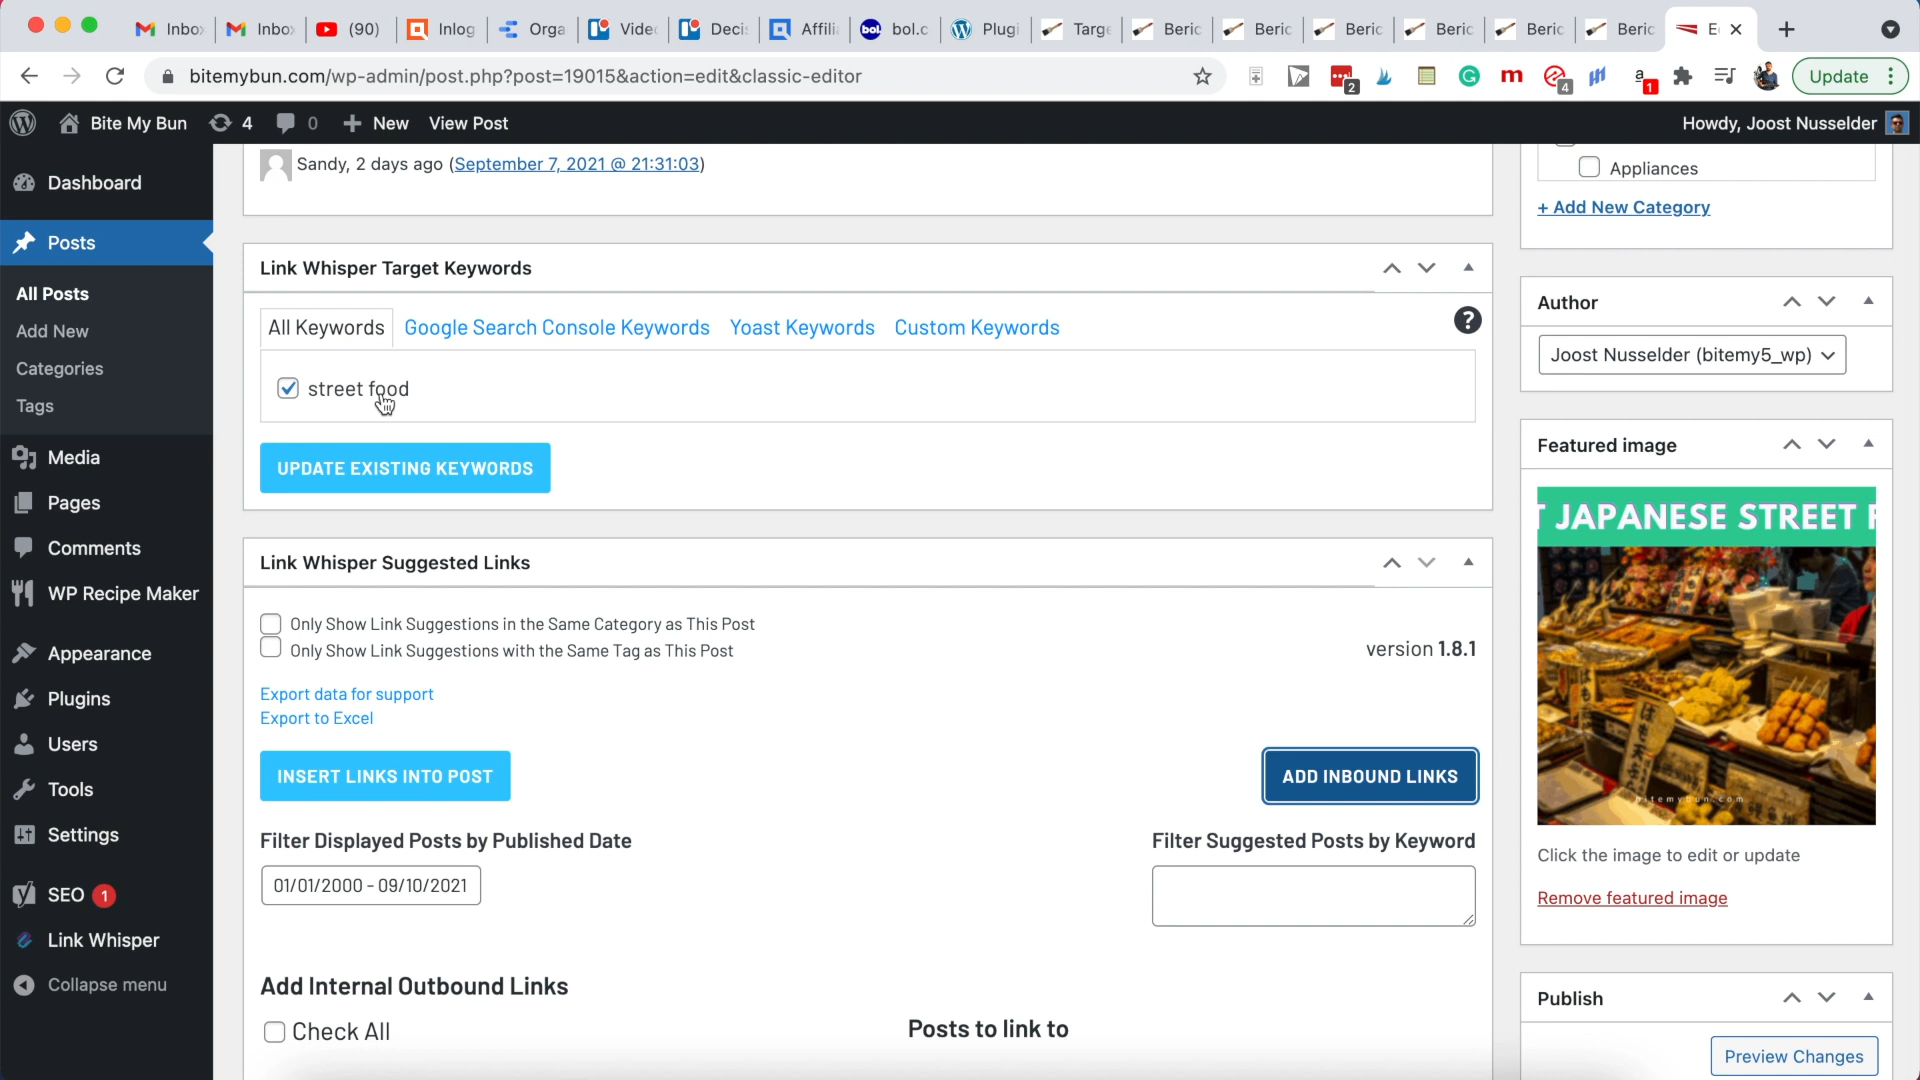 Inbo
Inbo
(90)
Inlog
Orga
Vide
Deci
Affili
bol.c
Plugi
Targe
Beric
Beric
Beric
Beric
Beric
Beric
bitemybun.com/wp-admin/post.php?post=19015&action=edit&classic-editor
2
4
1
Update
Bite My Bun
4
0
New
View Post
Howdy, Joost Nusselder
Dashboard
Posts
All Posts
Add New
Categories
Tags
Media
Pages
Comments
WP Recipe Maker
Appearance
Plugins
Users
Tools
Settings
SEO 1
Link Whisper
Collapse menu
Sandy, 2 days ago (September 7, 2021 @ 21:31:03)
Link Whisper Target Keywords
All Keywords Google Search Console Keywords Yoast Keywords Custom Keywords
?
street food
UPDATE EXISTING KEYWORDS
Link Whisper Suggested Links
Only Show Link Suggestions in the Same Category as This Post
Only Show Link Suggestions with the Same Tag as This Post
version 1.8.1
Export data for support
Export to Excel
INSERT LINKS INTO POST
ADD INBOUND LINKS
Filter Displayed Posts by Published Date
Filter Suggested Posts by Keyword
01/01/2000 - 09/10/2021
Add Internal Outbound Links
Check All
Posts to link to
Appliances
+ Add New Category
Author
Joost Nusselder (bitemy5_wp)
Featured image
T JAPANESE STREET F
bitemybun.com
Click the image to edit or update
Remove featured image
Publish
Preview Changes